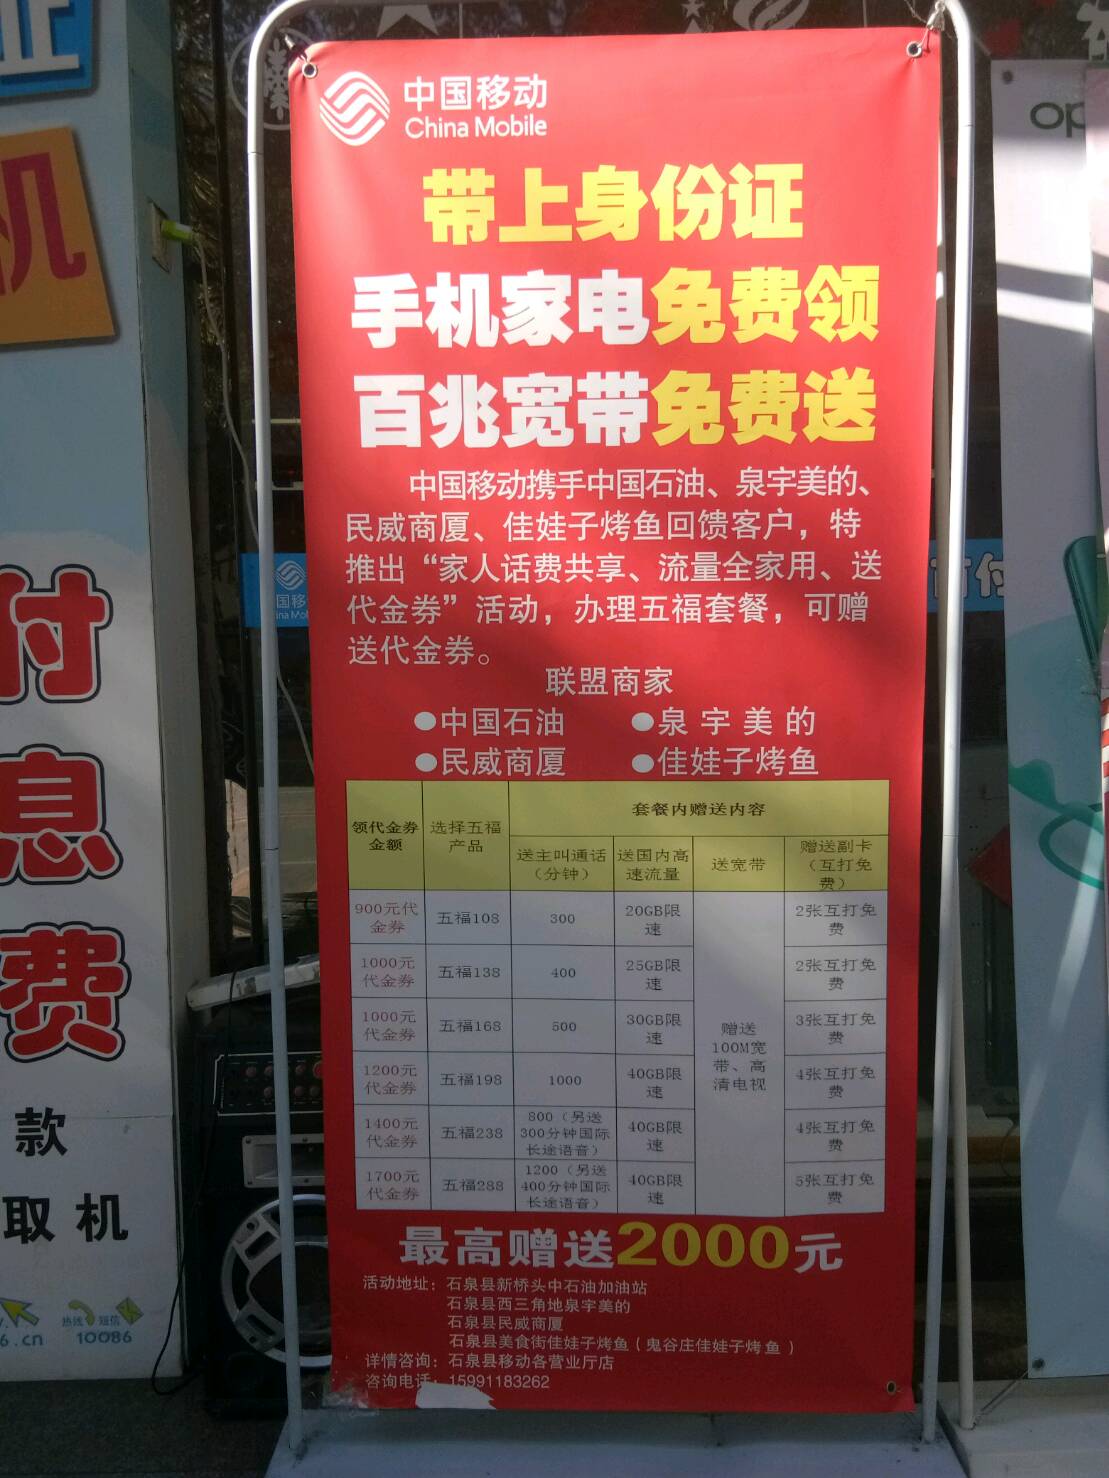 中国移动
China Mobile
带上身份证
手机家电免费领
百兆宽带免费送
中国移动携手中国石油、泉宇美的、
民威商厦、佳娃子烤鱼回馈客户，特
推出“家人话费共享、流量全家用、送
代金券”活动，办理五福套餐，可赠
送代金券。
联盟商家
●中国石油 ●泉宇美的
●民威商厦 ●佳娃子烤鱼
领代金券金额 选择五福产品 套餐内赠送内容
送主叫通话（分钟） 送国内高速流量 送宽带 赠送副卡（互打免费）
900元代金券 五福108 300 20GB限速 2张互打免费
1000元代金券 五福138 400 25GB限速 2张互打免费
1000元代金券 五福168 500 30GB限速 3张互打免费
赠送100M宽带、高清电视
1200元代金券 五福198 1000 40GB限速 4张互打免费
1400元代金券 五福238 800（另送300分钟国际长途语音） 40GB限速 4张互打免费
1700元代金券 五福288 1200（另送400分钟国际长途语音） 40GB限速 5张互打免费
最高赠送2000元
活动地址：石泉县新桥头中石油加油站
石泉县西三角地泉宇美的
石泉县民威商厦
石泉县美食街佳娃子烤鱼（鬼谷庄佳娃子烤鱼）
详情咨询：石泉县移动各营业厅店
咨询电话：15991183262
证
机
付
息
费
款
取机
热线 短信
6.cn 10086
国移
ina Mob
付
op